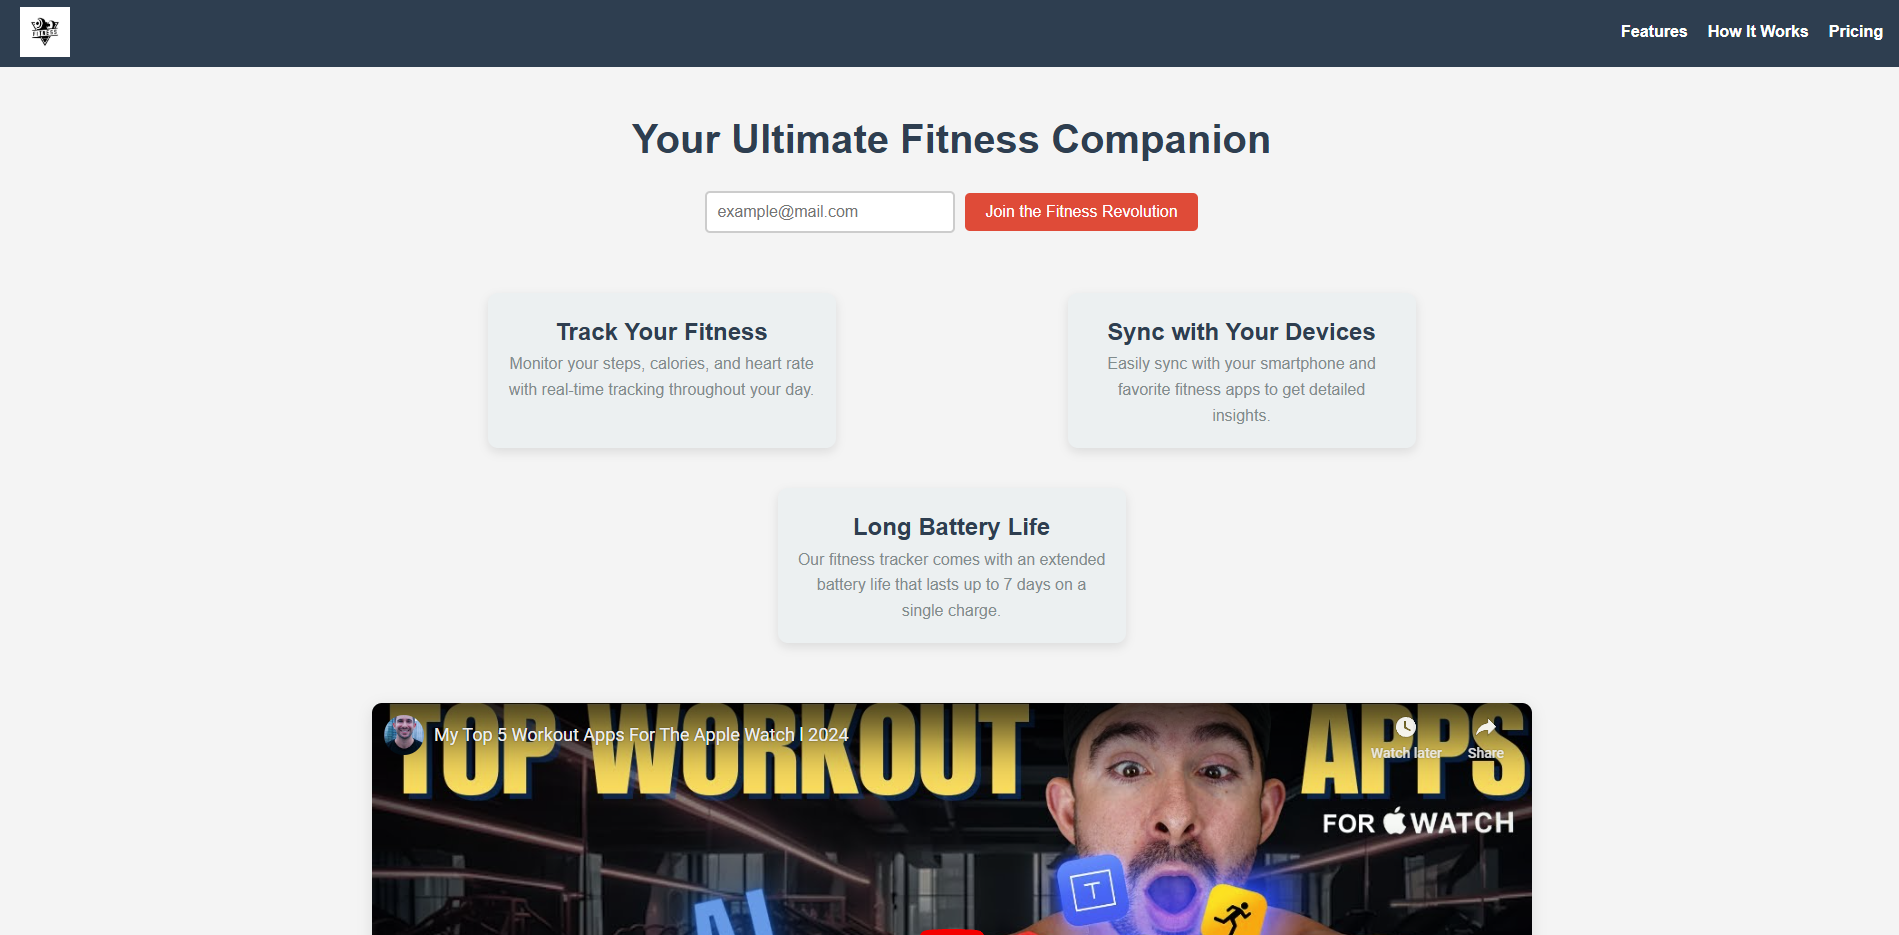 FITNESS
Features How It Works Pricing
Your Ultimate Fitness Companion
example@mail.com
Join the Fitness Revolution
Track Your Fitness
Monitor your steps, calories, and heart rate
with real-time tracking throughout your day.
Sync with Your Devices
Easily sync with your smartphone and
favorite fitness apps to get detailed
insights.
Long Battery Life
Our fitness tracker comes with an extended
battery life that lasts up to 7 days on a
single charge.
My Top 5 Workout Apps For The Apple Watch l 2024
Watch later
Share
TOP WORKOUT APPS
FOR WATCH
T
AI